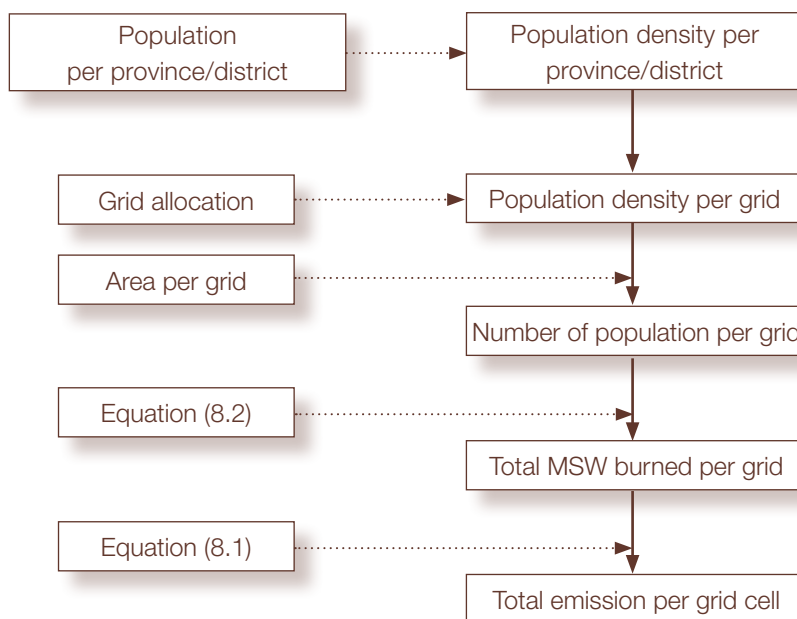 Population
per province/district
Population density per
province/district
Grid allocation
Population density per grid
Area per grid
Number of population per grid
Equation (8.2)
Total MSW burned per grid
Equation (8.1)
Total emission per grid cell